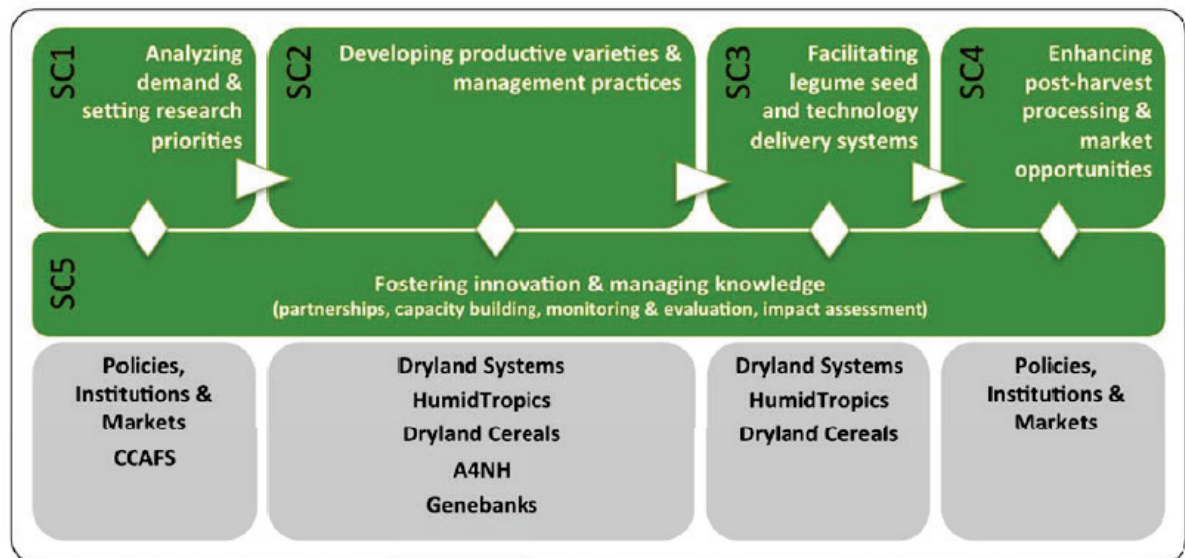 SC1
Analyzing
demand &
setting research
priorities
SC2
Developing productive varieties &
management practices
SC3
Facilitating
legume seed
and technology
delivery systems
SC4
Enhancing
post-harvest
processing &
market
opportunities
SC5
Fostering innovation & managing knowledge
(partnerships, capacity building, monitoring & evaluation, impact assessment)
Policies,
Institutions &
Markets
CCAFS
Dryland Systems
HumidTropics
Dryland Cereals
A4NH
Genebanks
Dryland Systems
HumidTropics
Dryland Cereals
Policies,
Institutions &
Markets